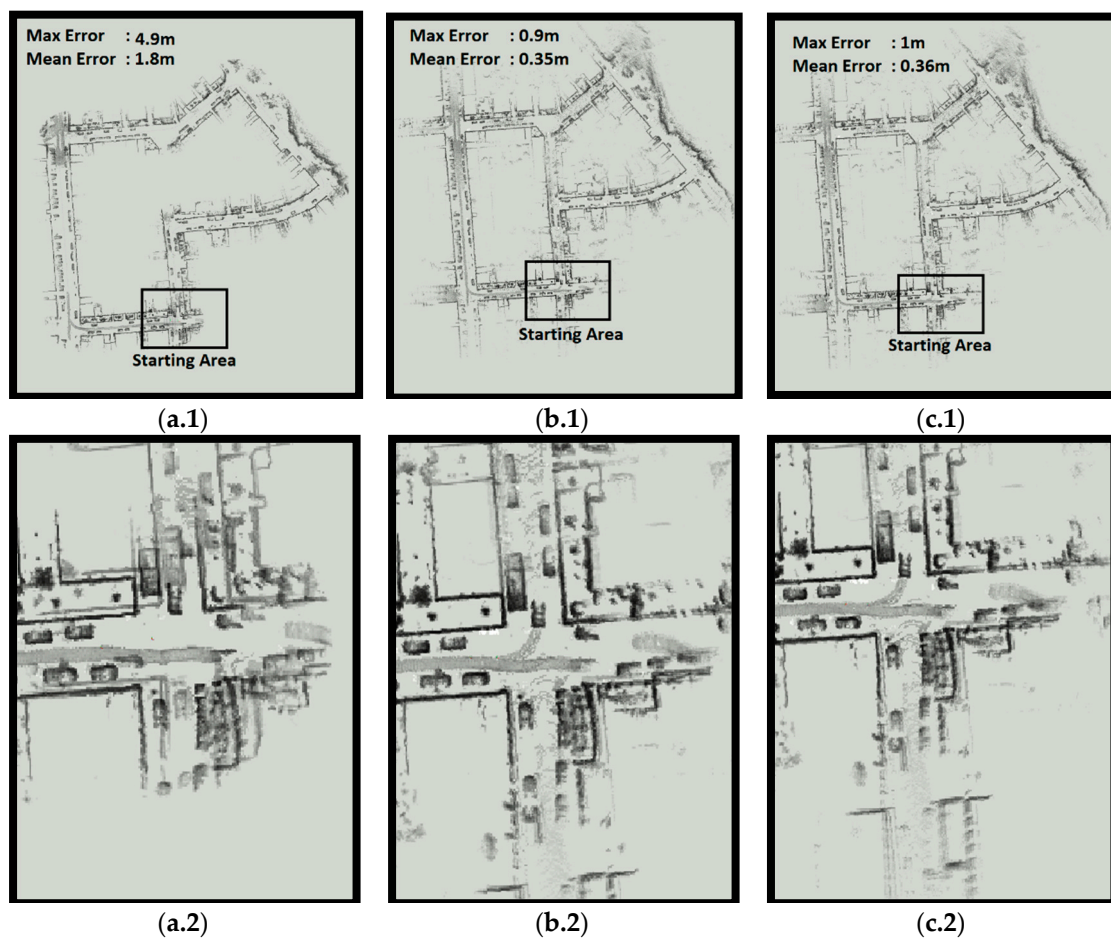 Max Error : 4.9m
Mean Error : 1.8m
Starting Area
(a.1)
Max Error : 0.9m
Mean Error : 0.35m
Starting Area
(b.1)
Max Error : 1m
Mean Error : 0.36m
Starting Area
(c.1)
(a.2)
(b.2)
(c.2)